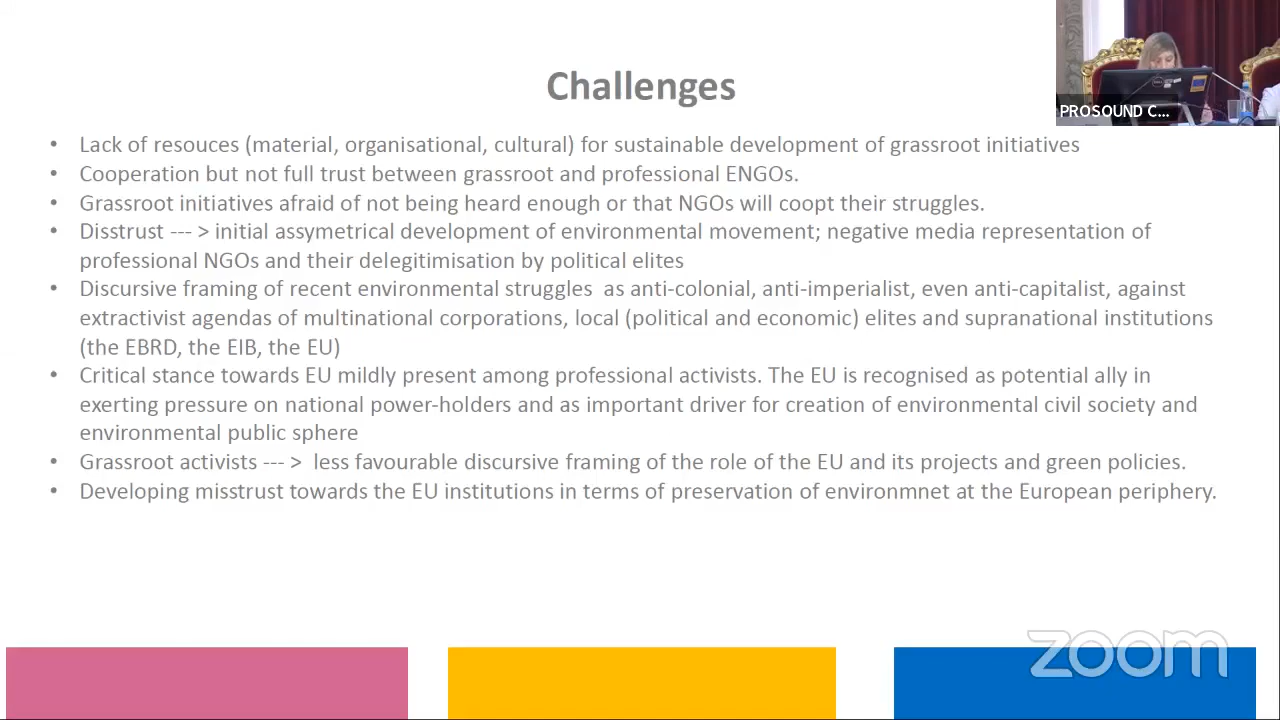 Challenges
PROSOUND C...
• Lack of resouces (material, organisational, cultural) for sustainable development of grassroot initiatives
• Cooperation but not full trust between grassroot and professional ENGOs.
• Grassroot initiatives afraid of not being heard enough or that NGOs will coopt their struggles.
• Disstrust --- > initial assymetrical development of environmental movement; negative media representation of
professional NGOs and their delegitimisation by political elites
• Discursive framing of recent environmental struggles  as anti-colonial, anti-imperialist, even anti-capitalist, against
extractivist agendas of multinational corporations, local (political and economic) elites and supranational institutions
(the EBRD, the EIB, the EU)
• Critical stance towards EU mildly present among professional activists. The EU is recognised as potential ally in
exerting pressure on national power-holders and as important driver for creation of environmental civil society and
environmental public sphere
• Grassroot activists --- >  less favourable discursive framing of the role of the EU and its projects and green policies.
• Developing misstrust towards the EU institutions in terms of preservation of environmnet at the European periphery.
zoom